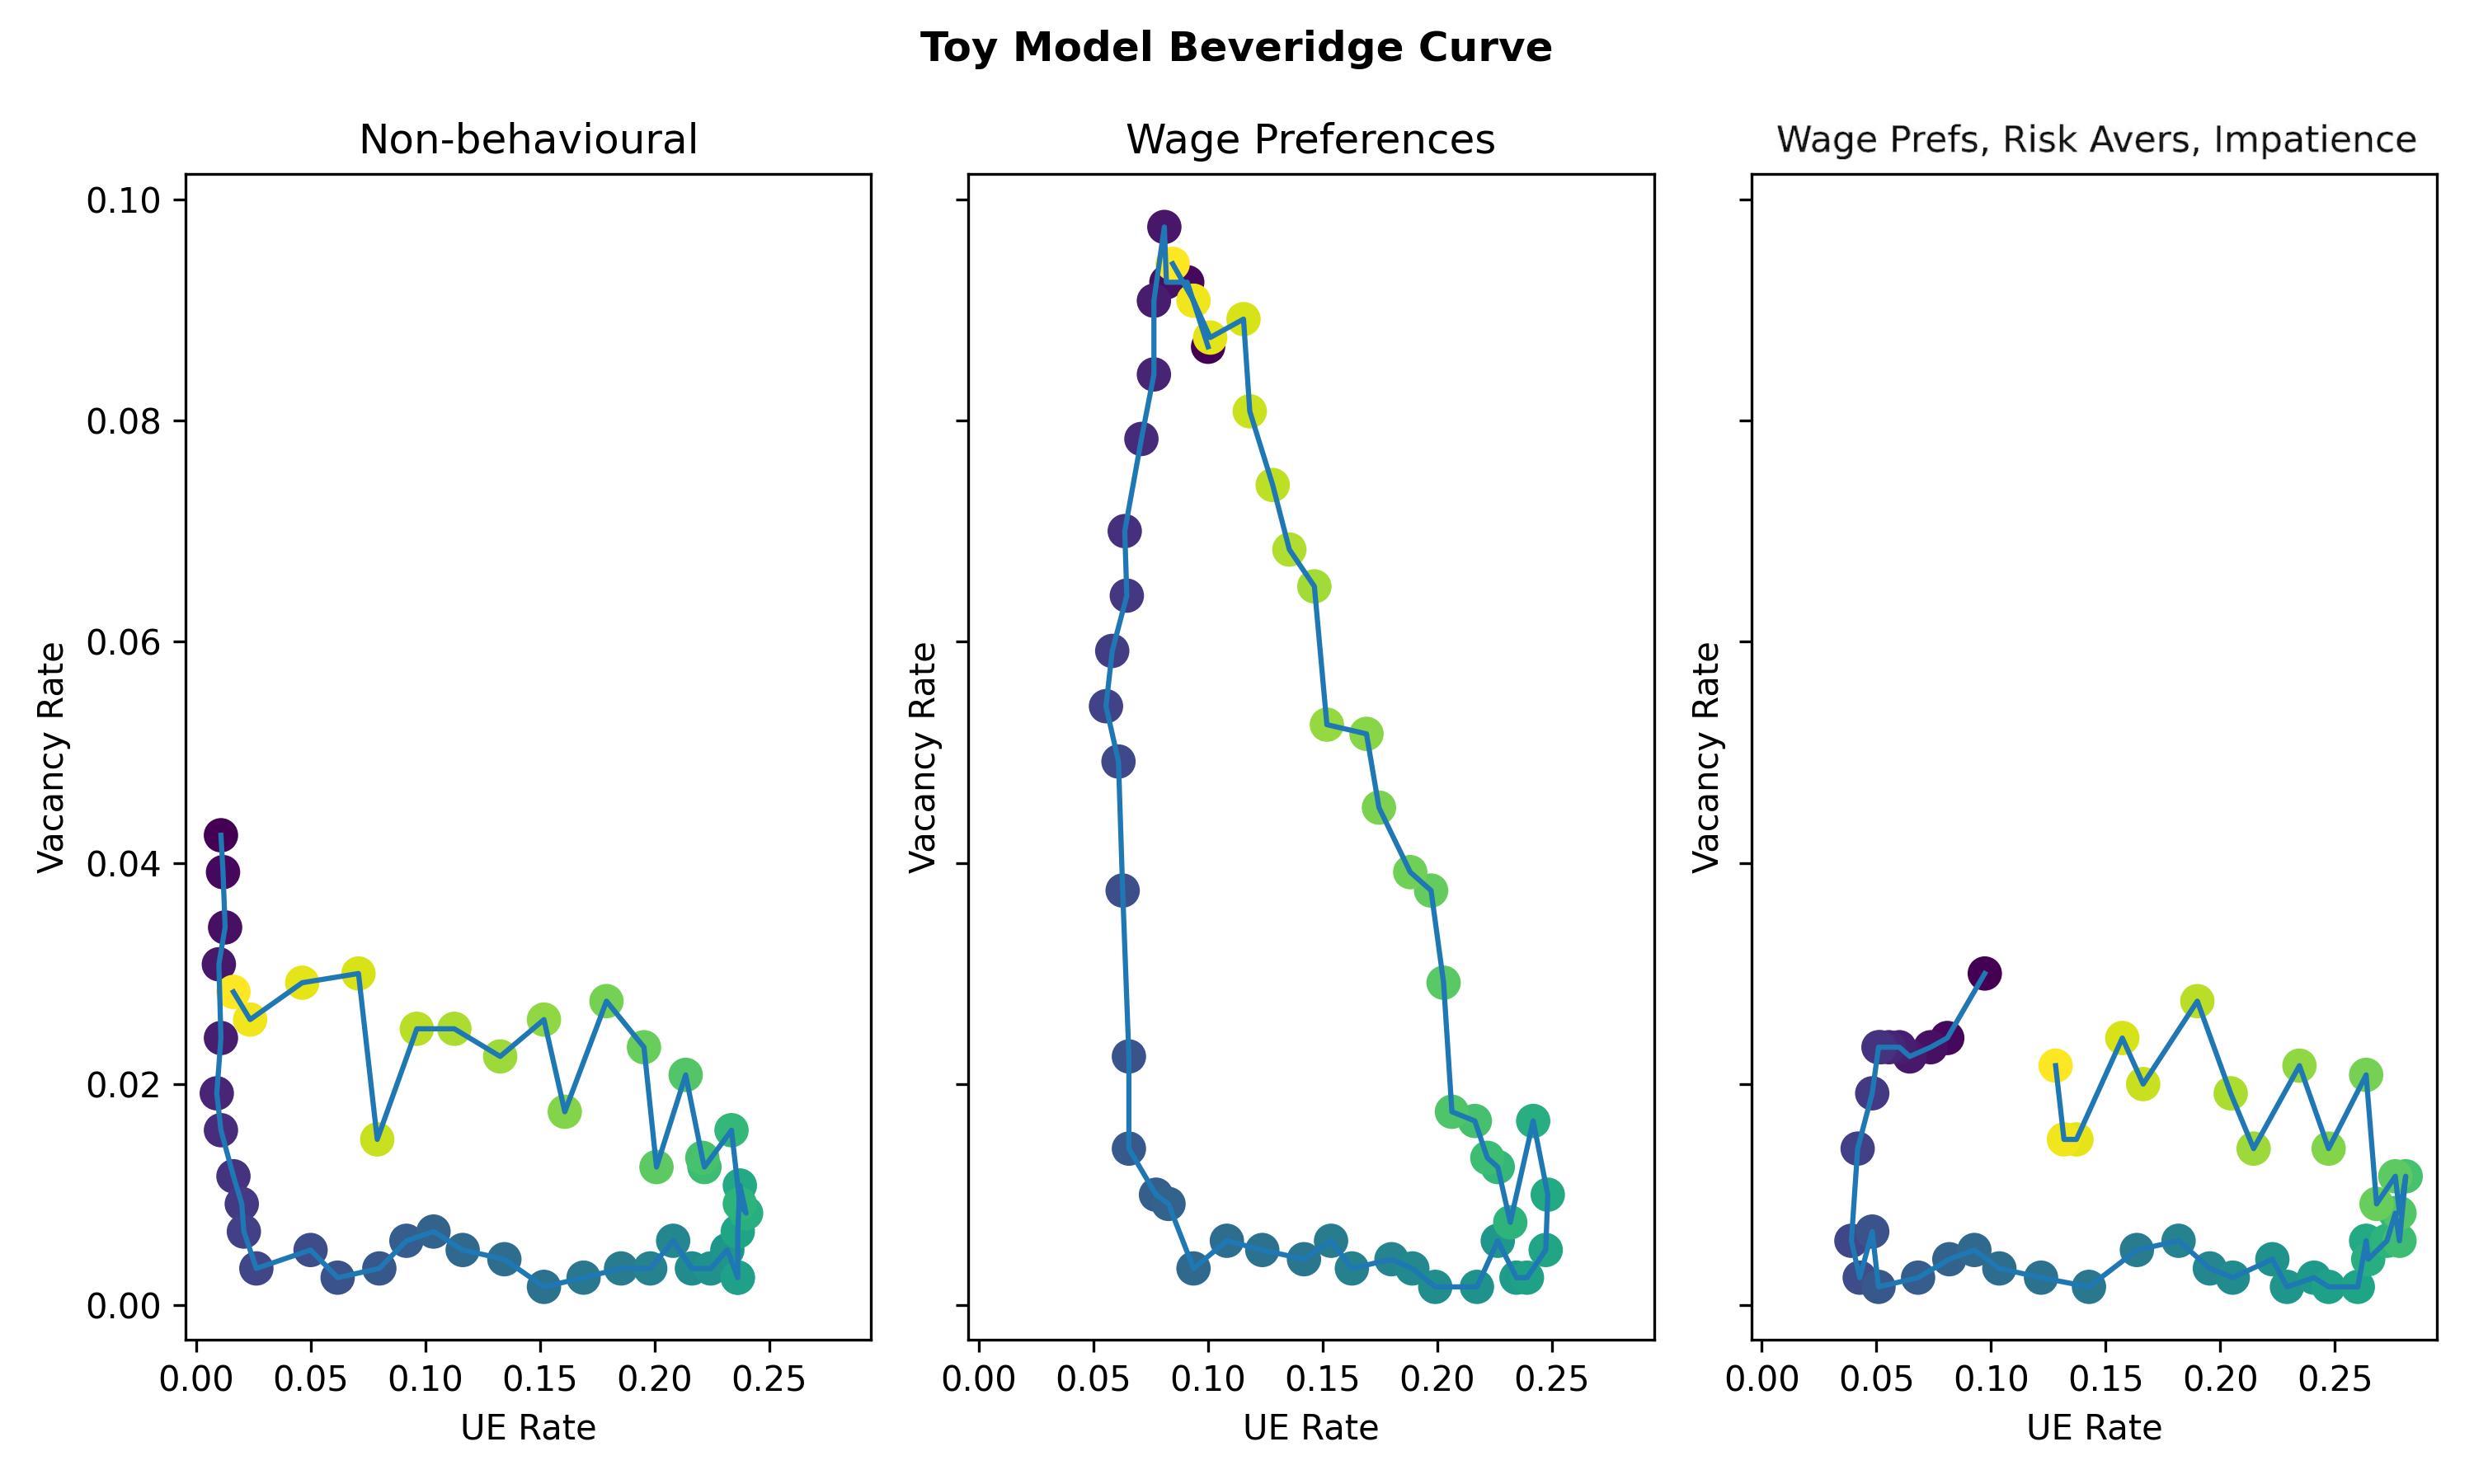 Toy Model Beveridge Curve
Non-behavioural
Wage Preferences
Wage Prefs, Risk Avers, Impatience
Vacancy Rate
0.10
0.08
0.06
0.04
0.02
0.00
0.00 0.05 0.10 0.15 0.20 0.25
UE Rate
Vacancy Rate
0.00 0.05 0.10 0.15 0.20 0.25
UE Rate
Vacancy Rate
0.00 0.05 0.10 0.15 0.20 0.25
UE Rate